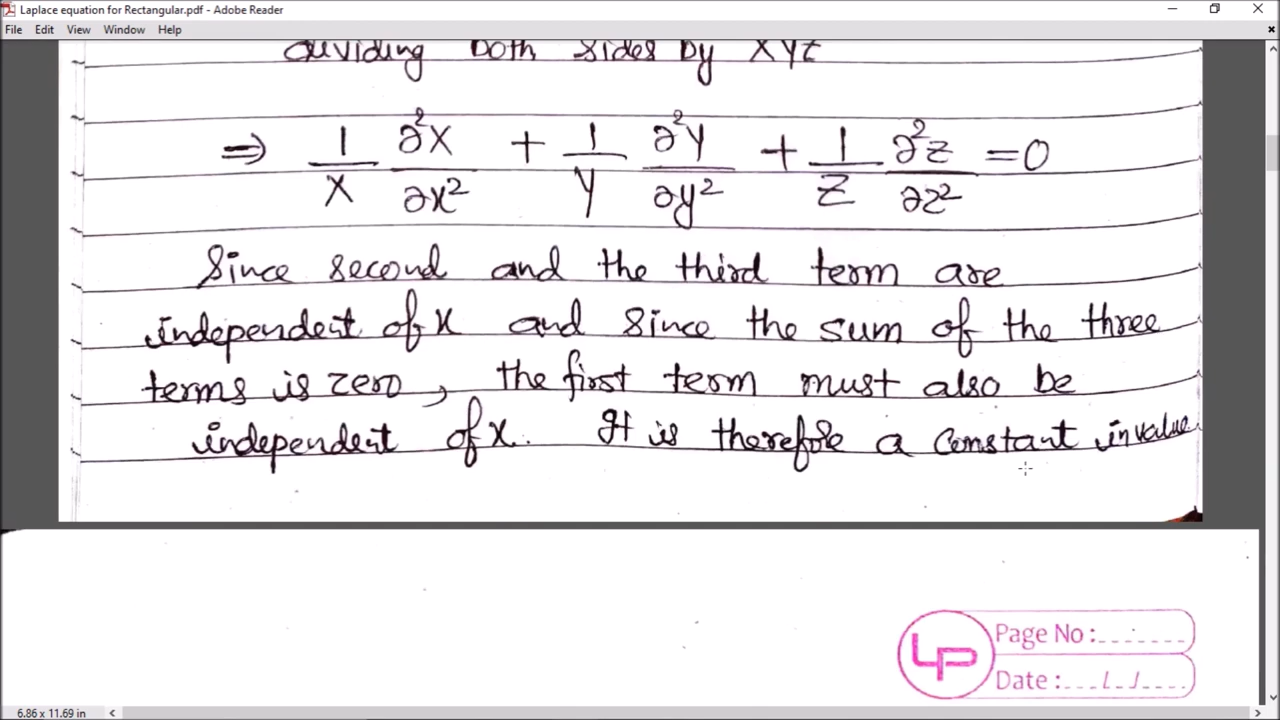 Laplace equation for Rectangular.pdf - Adobe Reader
File Edit View Window Help
dividing both sides by XYZ
⇒ 1/X ∂²X/∂x² + 1/Y ∂²Y/∂y² + 1/Z ∂²Z/∂z² = 0
Since second and the third term are
independent of x and since the sum of the three
terms is zero, the first term must also be
independent of x. It is therefore a constant in value
LP
Page No :
Date :
6.86 x 11.69 in